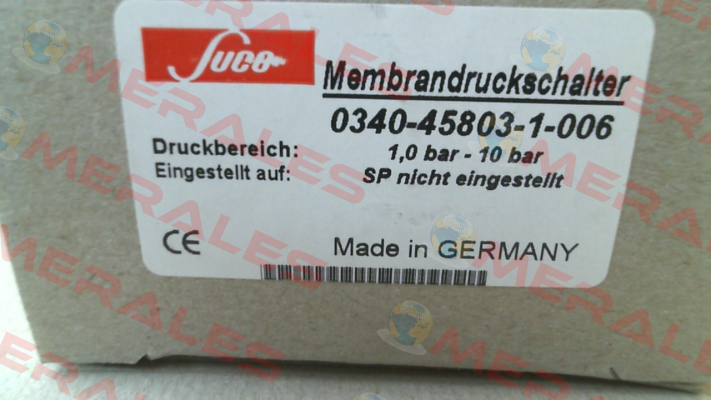 Suco
Membrandruckschalter
0340-45803-1-006
Druckbereich: 1,0 bar - 10 bar
Eingestellt auf: SP nicht eingestellt
CE Made in GERMANY
MERALES